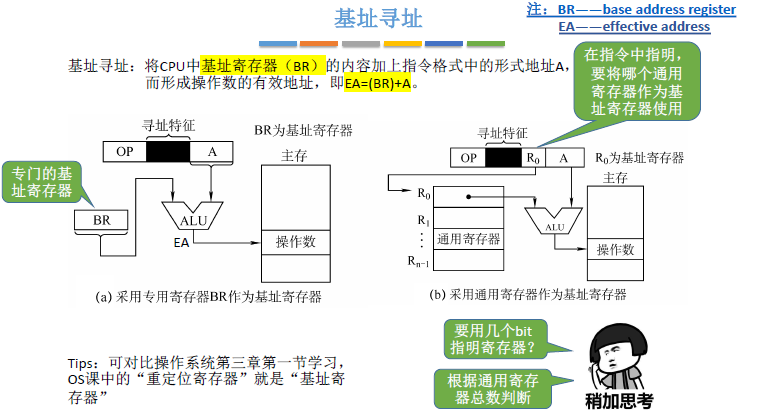 基址寻址
注：BR——base address register
EA——effective address
基址寻址：将CPU中基址寄存器（BR）的内容加上指令格式中的形式地址A，
而形成操作数的有效地址，即EA=(BR)+A。
在指令中指明，
要将哪个通用
寄存器作为基
址寄存器使用
寻址特征
BR为基址寄存器
OP
A
主存
专门的基
址寄存器
BR
ALU
EA
操作数
(a) 采用专用寄存器BR作为基址寄存器
寻址特征
OP
R0
A
R0为基址寄存器
主存
R0
R1
⋮
通用寄存器
Rn−1
ALU
操作数
(b) 采用通用寄存器作为基址寄存器
Tips：可对比操作系统第三章第一节学习，
OS课中的“重定位寄存器”就是“基址寄
存器”
要用几个bit
指明寄存器？
根据通用寄存
器总数判断
稍加思考